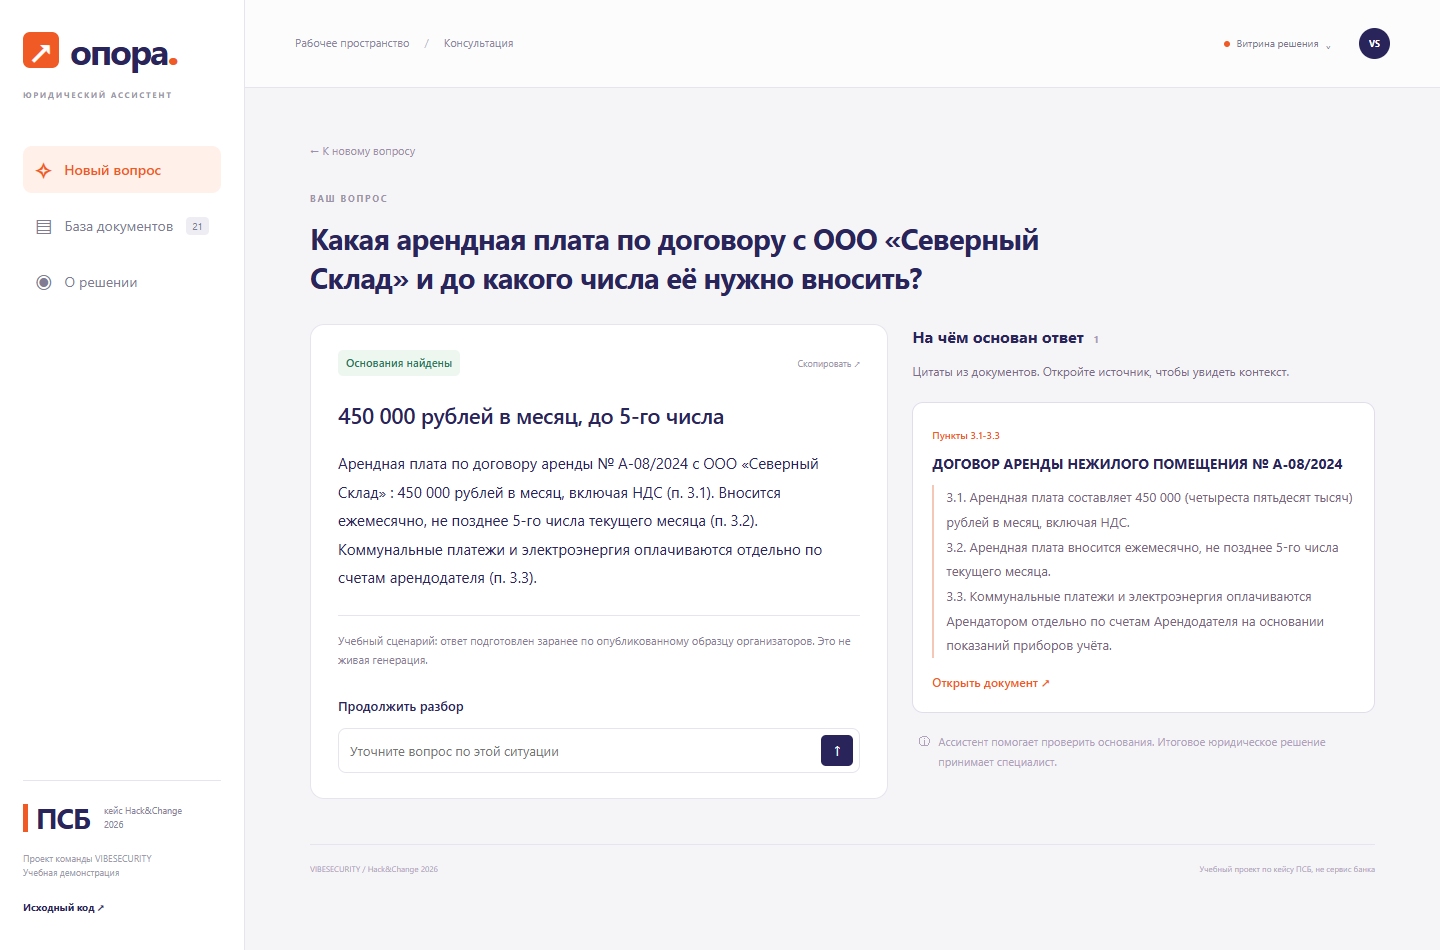 опора.
ЮРИДИЧЕСКИЙ АССИСТЕНТ
Новый вопрос
База документов 21
О решении
ПСБ
кейс Hack&Change
2026
Проект команды VIBESECURITY
Учебная демонстрация
Исходный код ↗
Рабочее пространство / Консультация
Витрина решения
VS
← К новому вопросу
ВАШ ВОПРОС
Какая арендная плата по договору с ООО «Северный
Склад» и до какого числа её нужно вносить?
Основания найдены
Скопировать ↗
450 000 рублей в месяц, до 5-го числа
Арендная плата по договору аренды № А-08/2024 с ООО «Северный
Склад» : 450 000 рублей в месяц, включая НДС (п. 3.1). Вносится
ежемесячно, не позднее 5-го числа текущего месяца (п. 3.2).
Коммунальные платежи и электроэнергия оплачиваются отдельно по
счетам арендодателя (п. 3.3).
Учебный сценарий: ответ подготовлен заранее по опубликованному образцу организаторов. Это не
живая генерация.
Продолжить разбор
Уточните вопрос по этой ситуации
↑
На чём основан ответ 1
Цитаты из документов. Откройте источник, чтобы увидеть контекст.
Пункты 3.1-3.3
ДОГОВОР АРЕНДЫ НЕЖИЛОГО ПОМЕЩЕНИЯ № А-08/2024
3.1. Арендная плата составляет 450 000 (четыреста пятьдесят тысяч)
рублей в месяц, включая НДС.
3.2. Арендная плата вносится ежемесячно, не позднее 5-го числа
текущего месяца.
3.3. Коммунальные платежи и электроэнергия оплачиваются
Арендатором отдельно по счетам Арендодателя на основании
показаний приборов учёта.
Открыть документ ↗
Ассистент помогает проверить основания. Итоговое юридическое решение
принимает специалист.
VIBESECURITY / Hack&Change 2026
Учебный проект по кейсу ПСБ, не сервис банка